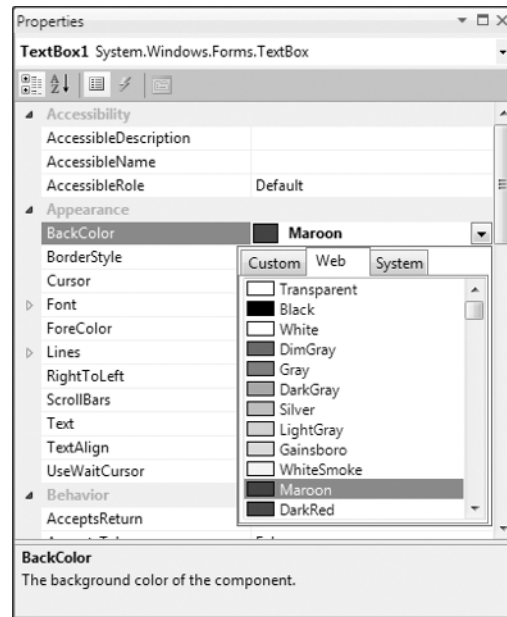 Properties
TextBox1 System.Windows.Forms.TextBox
Accessibility
AccessibleDescription
AccessibleName
AccessibleRole Default
Appearance
BackColor Maroon
BorderStyle
Cursor
Font
ForeColor
Lines
RightToLeft
ScrollBars
Text
TextAlign
UseWaitCursor
Behavior
AcceptsReturn
Custom Web System
Transparent
Black
White
DimGray
Gray
DarkGray
Silver
LightGray
Gainsboro
WhiteSmoke
Maroon
DarkRed
BackColor
The background color of the component.